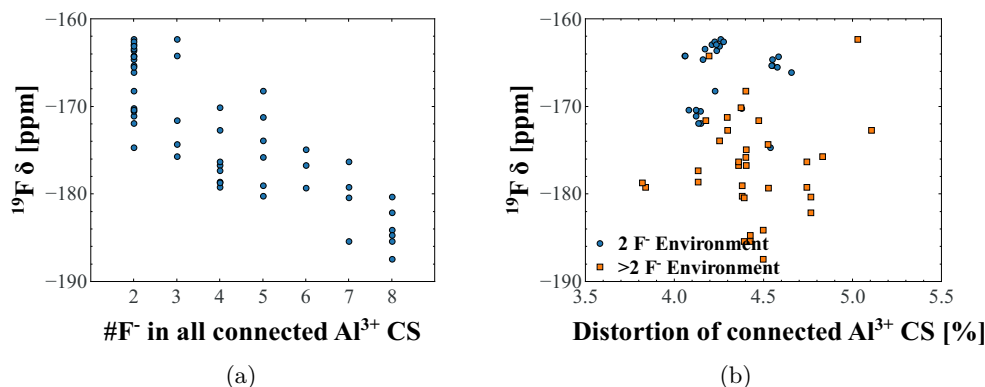 −160
−170
−180
−190
¹⁹F δ [ppm]
2 3 4 5 6 7 8
#F⁻ in all connected Al³⁺ CS
(a)
−160
−170
−180
−190
¹⁹F δ [ppm]
2 F⁻ Environment
>2 F⁻ Environment
3.5 4.0 4.5 5.0 5.5
Distortion of connected Al³⁺ CS [%]
(b)